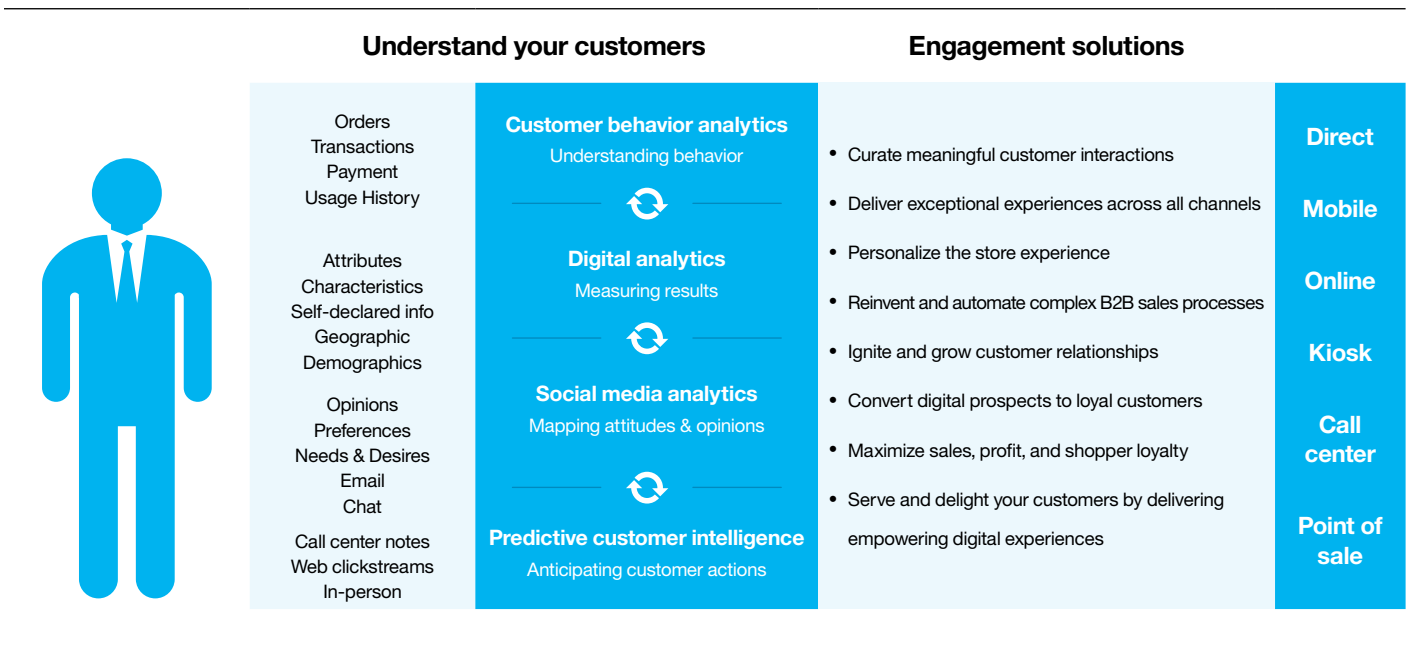 Understand your customers
Engagement solutions
Orders
Transactions
Payment
Usage History
Attributes
Characteristics
Self-declared info
Geographic
Demographics
Opinions
Preferences
Needs & Desires
Email
Chat
Call center notes
Web clickstreams
In-person
Customer behavior analytics
Understanding behavior
Digital analytics
Measuring results
Social media analytics
Mapping attitudes & opinions
Predictive customer intelligence
Anticipating customer actions
• Curate meaningful customer interactions
• Deliver exceptional experiences across all channels
• Personalize the store experience
• Reinvent and automate complex B2B sales processes
• Ignite and grow customer relationships
• Convert digital prospects to loyal customers
• Maximize sales, profit, and shopper loyalty
• Serve and delight your customers by delivering
empowering digital experiences
Direct
Mobile
Online
Kiosk
Call
center
Point of
sale